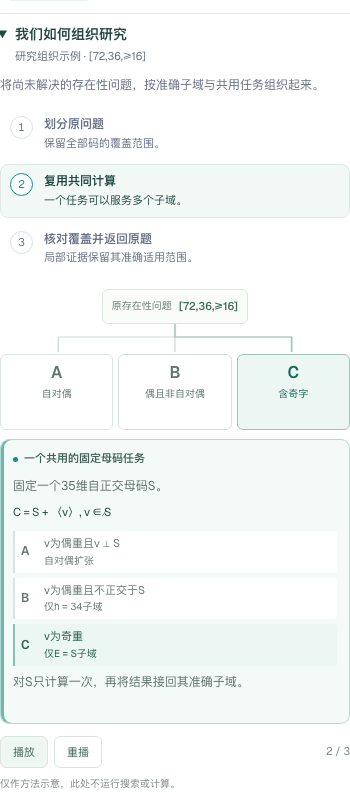 ▼ 我们如何组织研究
研究组织示例 · [72,36,≥16]
将尚未解决的存在性问题，按准确子域与共用任务组织起来。
1 划分原问题
保留全部码的覆盖范围。
2 复用共同计算
一个任务可以服务多个子域。
3 核对覆盖并返回原题
局部证据保留其准确适用范围。
原存在性问题 [72,36,≥16]
A
自对偶
B
偶且非自对偶
C
含奇字
一个共用的固定母码任务
固定一个35维自正交母码S。
C = S + 〈v〉, v ∉ S
A v为偶重且v ⊥ S
自对偶扩张
B v为偶重且不正交于S
仅h = 34子域
C v为奇重
仅E = S子域
对S只计算一次，再将结果接回其准确子域。
播放 重播 2 / 3
仅作方法示意，此处不运行搜索或计算。